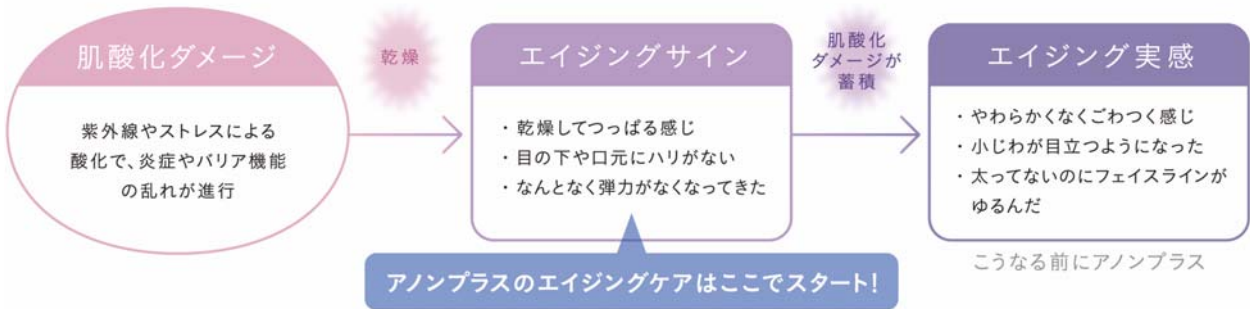 肌酸化ダメージ
紫外線やストレスによる
酸化で、炎症やバリア機能
の乱れが進行
乾燥
エイジングサイン
・乾燥してつっぱる感じ
・目の下や口元にハリがない
・なんとなく弾力がなくなってきた
アノンプラスのエイジングケアはここでスタート!
肌酸化
ダメージが
蓄積
エイジング実感
・やわらかくなくごわつく感じ
・小じわが目立つようになった
・太ってないのにフェイスラインが
ゆるんだ
こうなる前にアノンプラス